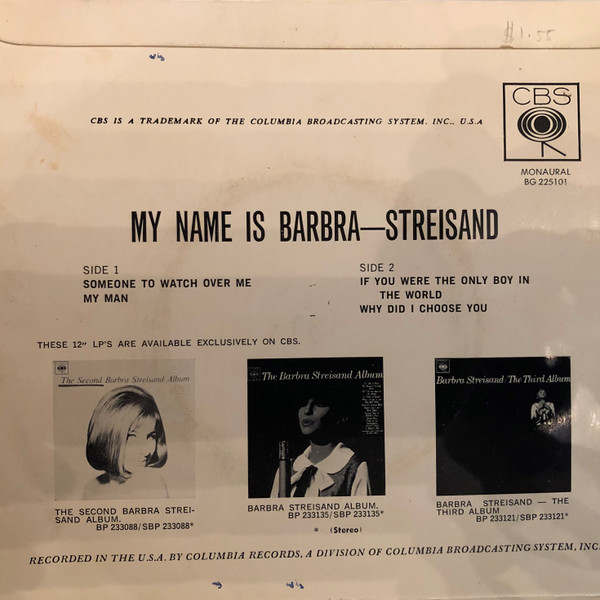 $1.55
CBS IS A TRADEMARK OF THE COLUMBIA BROADCASTING SYSTEM, INC., U.S.A
CBS
MONAURAL
BG 225101
MY NAME IS BARBRA—STREISAND
SIDE 1
SOMEONE TO WATCH OVER ME
MY MAN
SIDE 2
IF YOU WERE THE ONLY BOY IN
THE WORLD
WHY DID I CHOOSE YOU
THESE 12" LP'S ARE AVAILABLE EXCLUSIVELY ON CBS.
The Second Barbra Streisand Album
THE SECOND BARBRA STREI-
SAND ALBUM.
BP 233088/SBP 233088*
The Barbra Streisand Album
BARBRA STREISAND ALBUM.
BP 233135/SBP 233135*
* (Stereo)
Barbra Streisand/The Third Album
BARBRA STREISAND — THE
THIRD ALBUM
BP 233121/SBP 233121*
RECORDED IN THE U.S.A. BY COLUMBIA RECORDS, A DIVISION OF COLUMBIA BROADCASTING SYSTEM, INC.